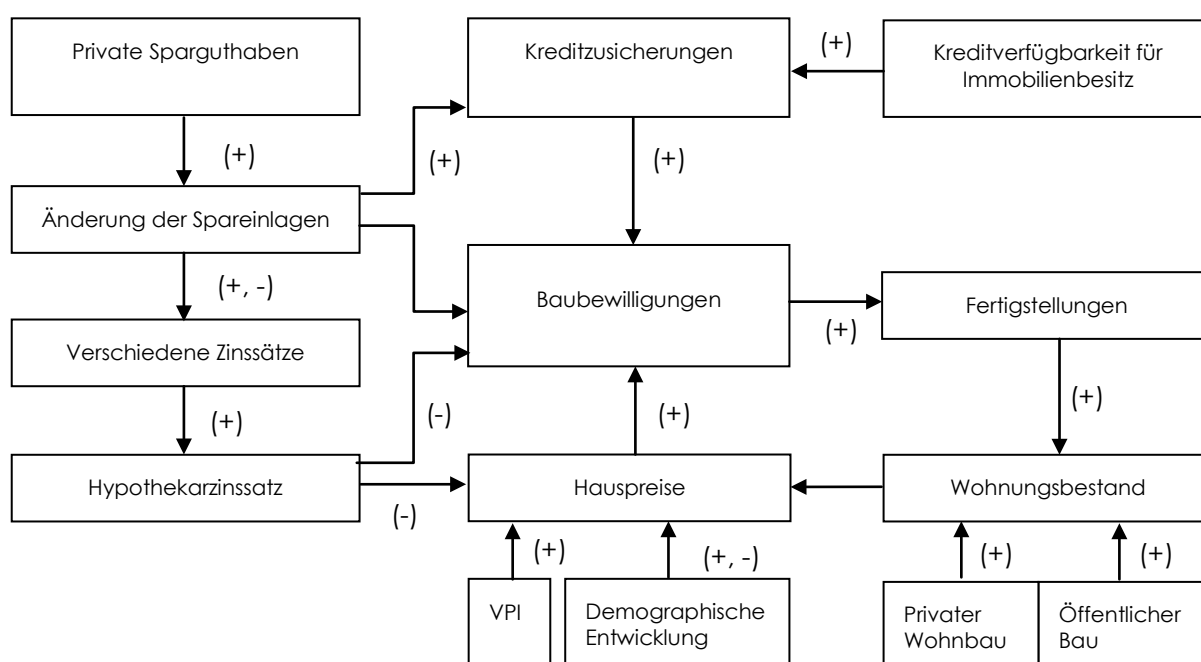 Private Sparguthaben
Kreditzusicherungen
Kreditverfügbarkeit für
Immobilienbesitz
(+)
(+)
(+)
(+)
Änderung der Spareinlagen
(+, -)
Baubewilligungen
(+)
Fertigstellungen
Verschiedene Zinssätze
(+)
(-)
(+)
(+)
Hypothekarzinssatz
(-)
Hauspreise
Wohnungsbestand
(+)
(+, -)
(+)
(+)
VPI
Demographische
Entwicklung
Privater
Wohnbau
Öffentlicher
Bau